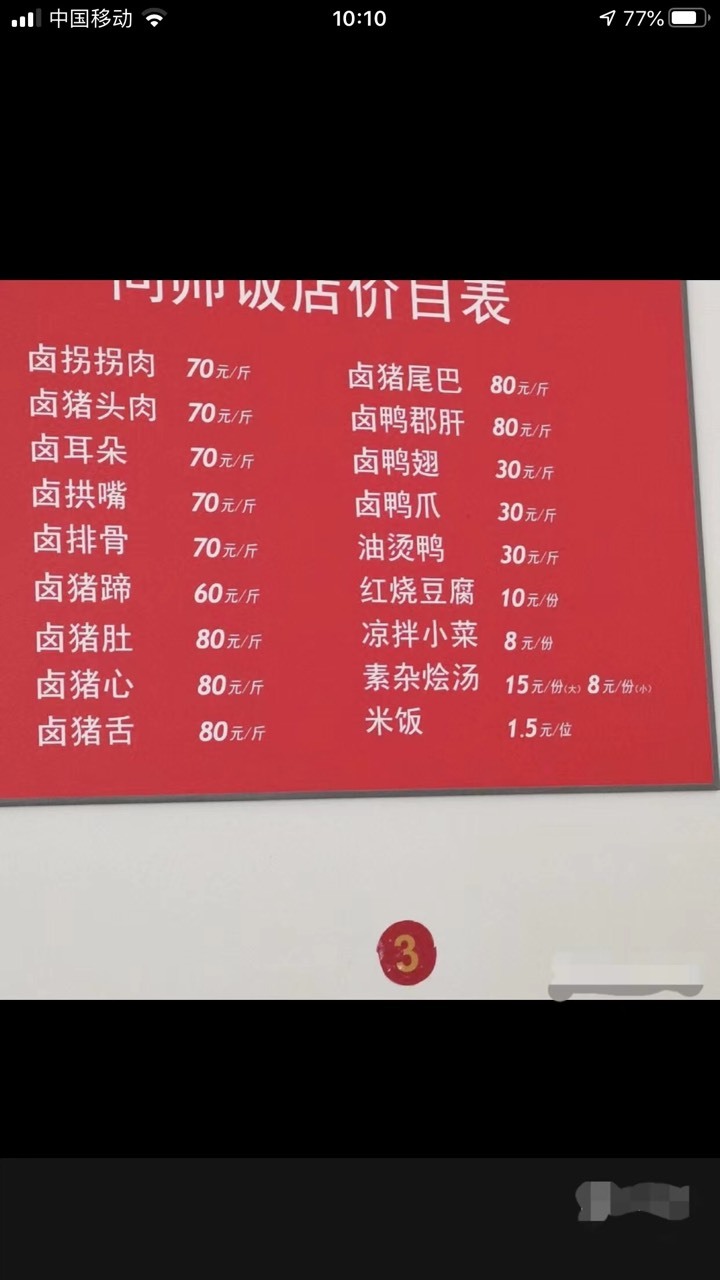 中国移动
10:10
77%
饭店价目表
卤拐拐肉 70元/斤
卤猪头肉 70元/斤
卤耳朵 70元/斤
卤拱嘴 70元/斤
卤排骨 70元/斤
卤猪蹄 60元/斤
卤猪肚 80元/斤
卤猪心 80元/斤
卤猪舌 80元/斤
卤猪尾巴 80元/斤
卤鸭郡肝 80元/斤
卤鸭翅 30元/斤
卤鸭爪 30元/斤
油烫鸭 30元/斤
红烧豆腐 10元/份
凉拌小菜 8元/份
素杂烩汤 15元/份(大) 8元/份(小)
米饭 1.5元/位
3